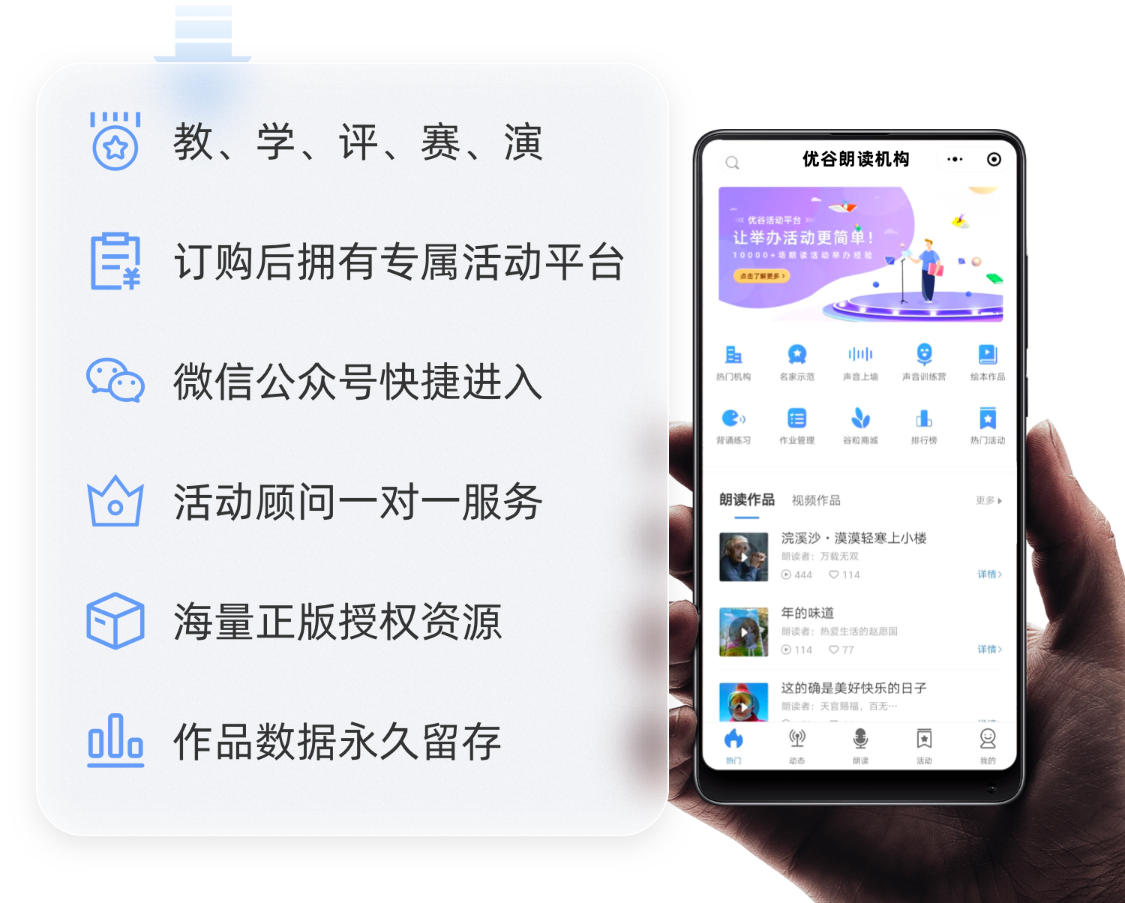 教、学、评、赛、演
订购后拥有专属活动平台
微信公众号快捷进入
活动顾问一对一服务
海量正版授权资源
作品数据永久留存
优谷朗读机构
优谷活动平台
让举办活动更简单!
10000+场朗读活动举办经验
点击了解更多 >
热门机构 名家示范 声音上墙 声音训练营 绘本作品
背诵练习 作业管理 谷粒商城 排行榜 热门活动
朗读作品 视频作品 更多
浣溪沙·漠漠轻寒上小楼
朗读者：万载无双
444 114 详情>
年的味道
朗读者：热爱生活的赵愿国
114 77 详情>
这的确是美好快乐的日子
朗读者：天官赐福，百无···
热门 动态 朗读 活动 我的